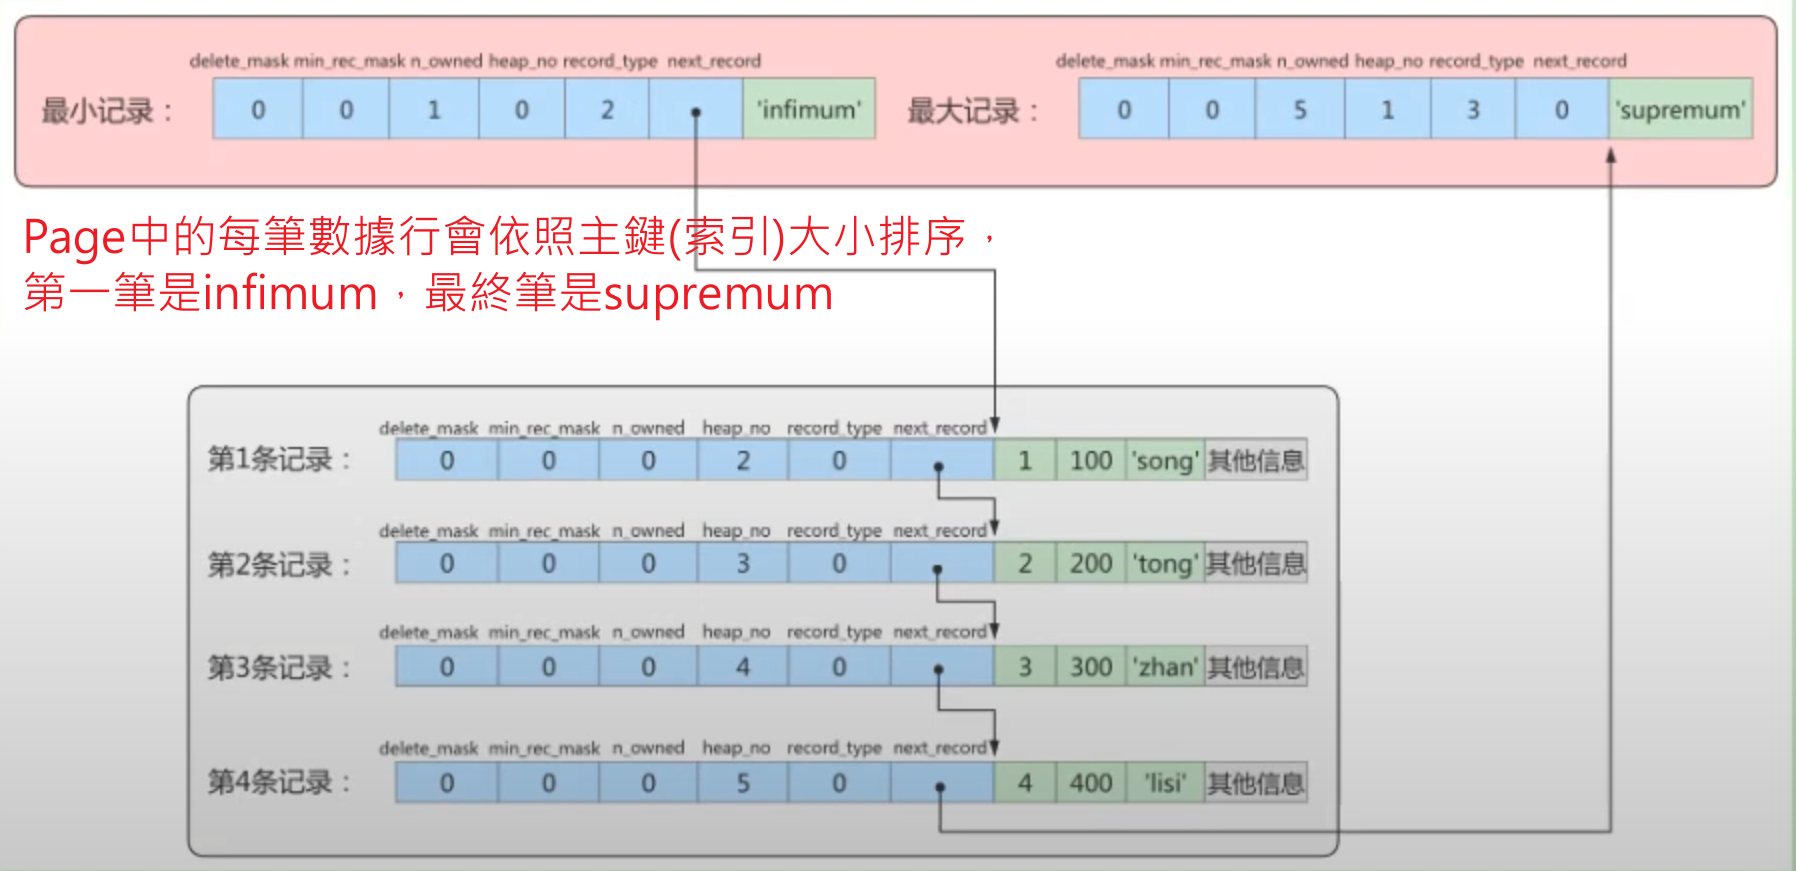 delete_mask min_rec_mask n_owned heap_no record_type next_record
最小记录： 0 0 1 0 2 'infimum'
delete_mask min_rec_mask n_owned heap_no record_type next_record
最大记录： 0 0 5 1 3 0 'supremum'
Page中的每筆數據行會依照主鍵(索引)大小排序，
第一筆是infimum，最終筆是supremum
delete_mask min_rec_mask n_owned heap_no record_type next_record
第1条记录： 0 0 0 2 0 1 100 'song' 其他信息
delete_mask min_rec_mask n_owned heap_no record_type next_record
第2条记录： 0 0 0 3 0 2 200 'tong' 其他信息
delete_mask min_rec_mask n_owned heap_no record_type next_record
第3条记录： 0 0 0 4 0 3 300 'zhan' 其他信息
delete_mask min_rec_mask n_owned heap_no record_type next_record
第4条记录： 0 0 0 5 0 4 400 'lisi' 其他信息